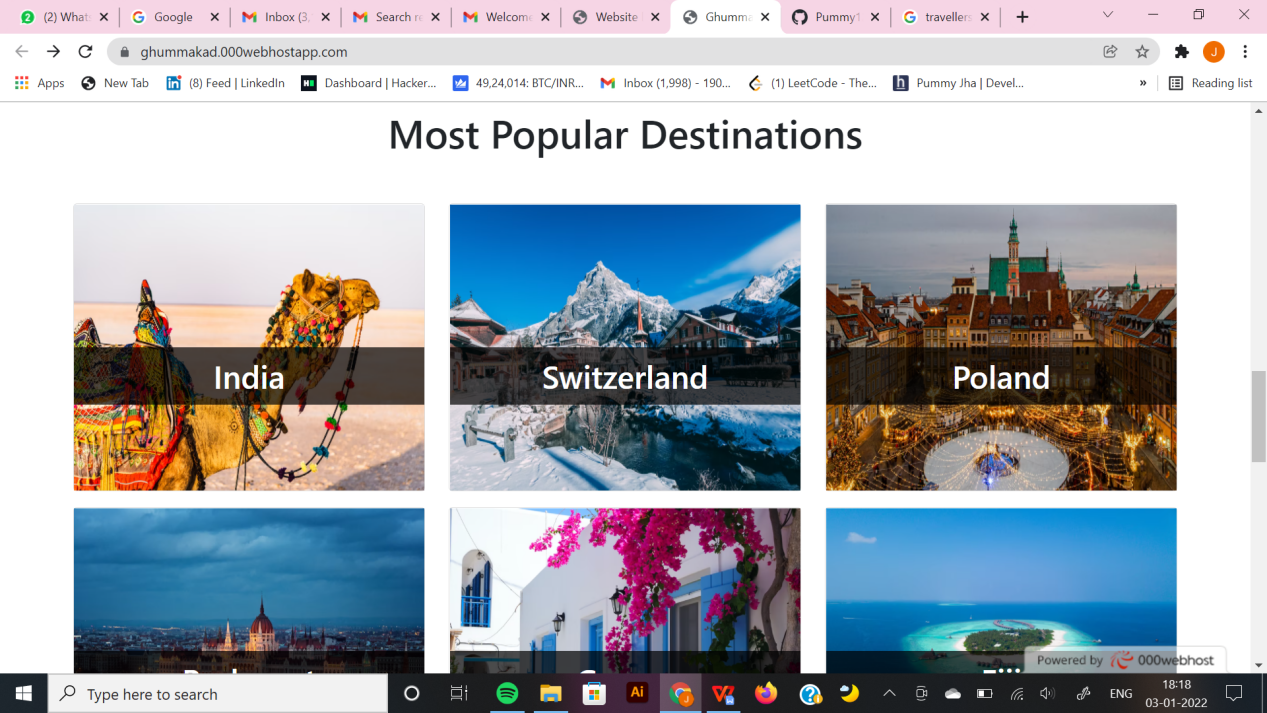 (2) What
Google
Inbox (3,
Search re
Welcome
Website
Ghumma
Pummy1
travellers
ghummakad.000webhostapp.com
J
Apps
New Tab
(8) Feed | LinkedIn
Dashboard | Hacker...
49,24,014: BTC/INR...
Inbox (1,998) - 190...
(1) LeetCode - The...
Pummy Jha | Devel...
»
Reading list
Most Popular Destinations
India
Switzerland
Poland
Powered by 000webhost
Type here to search
Ai
ENG
18:18
03-01-2022